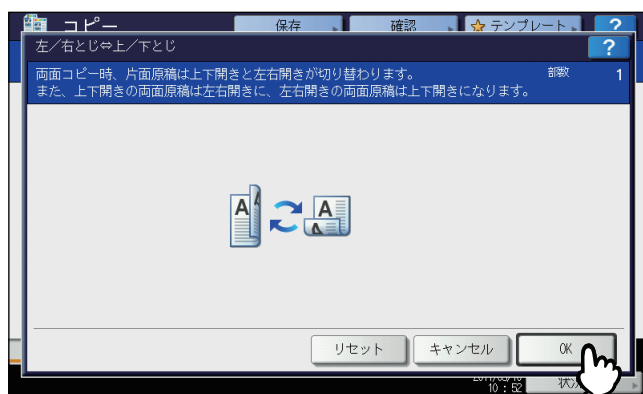 コピー 保存 確認 テンプレート ?
左／右とじ⇔上／下とじ ?
両面コピー時、片面原稿は上下開きと左右開きが切り替わります。 部数 1
また、上下開きの両面原稿は左右開きに、左右開きの両面原稿は上下開きになります。
A A
リセット キャンセル OK
10：52